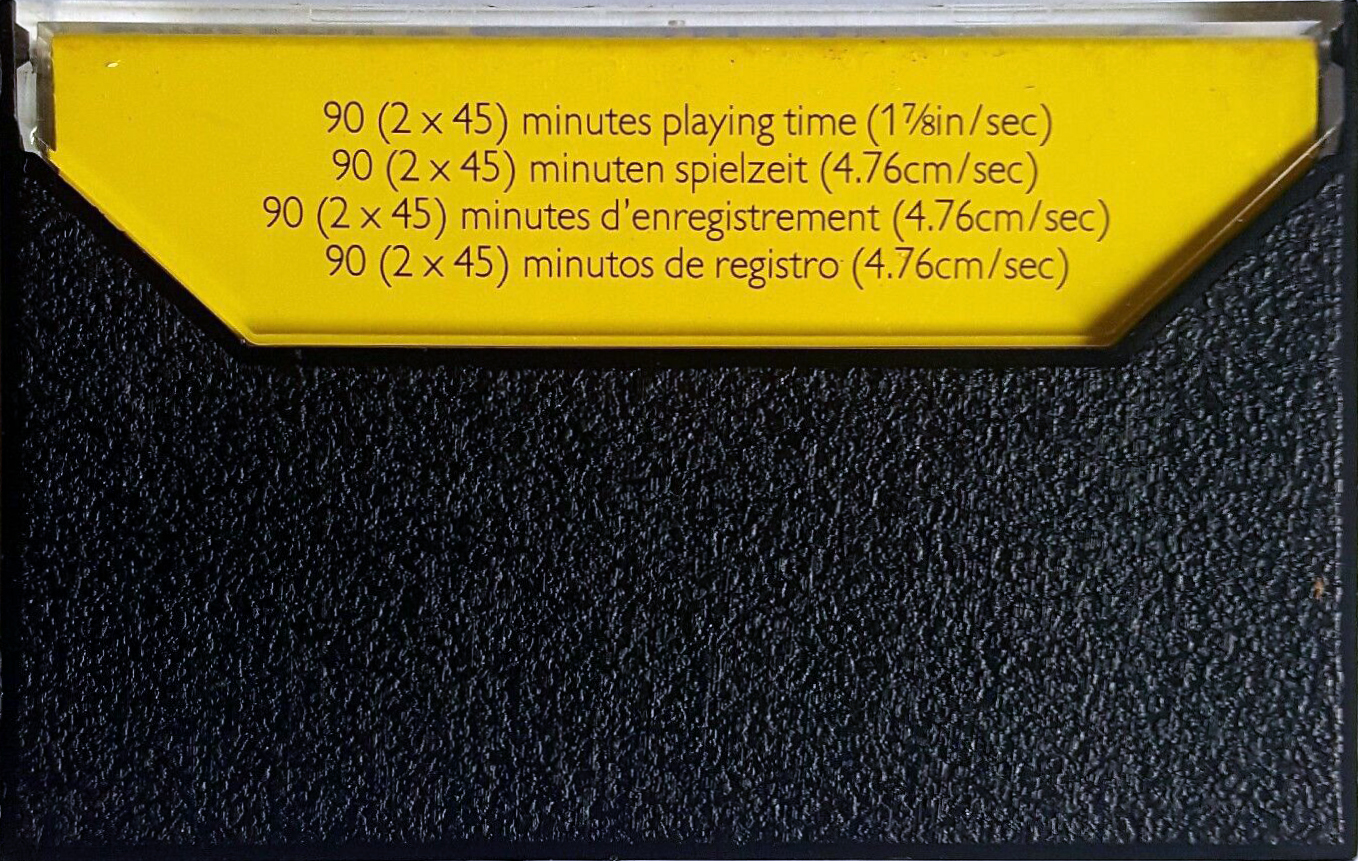 90 (2 x 45) minutes playing time (1⅞in/sec)
90 (2 x 45) minuten spielzeit (4.76cm/sec)
90 (2 x 45) minutes d'enregistrement (4.76cm/sec)
90 (2 x 45) minutos de registro (4.76cm/sec)